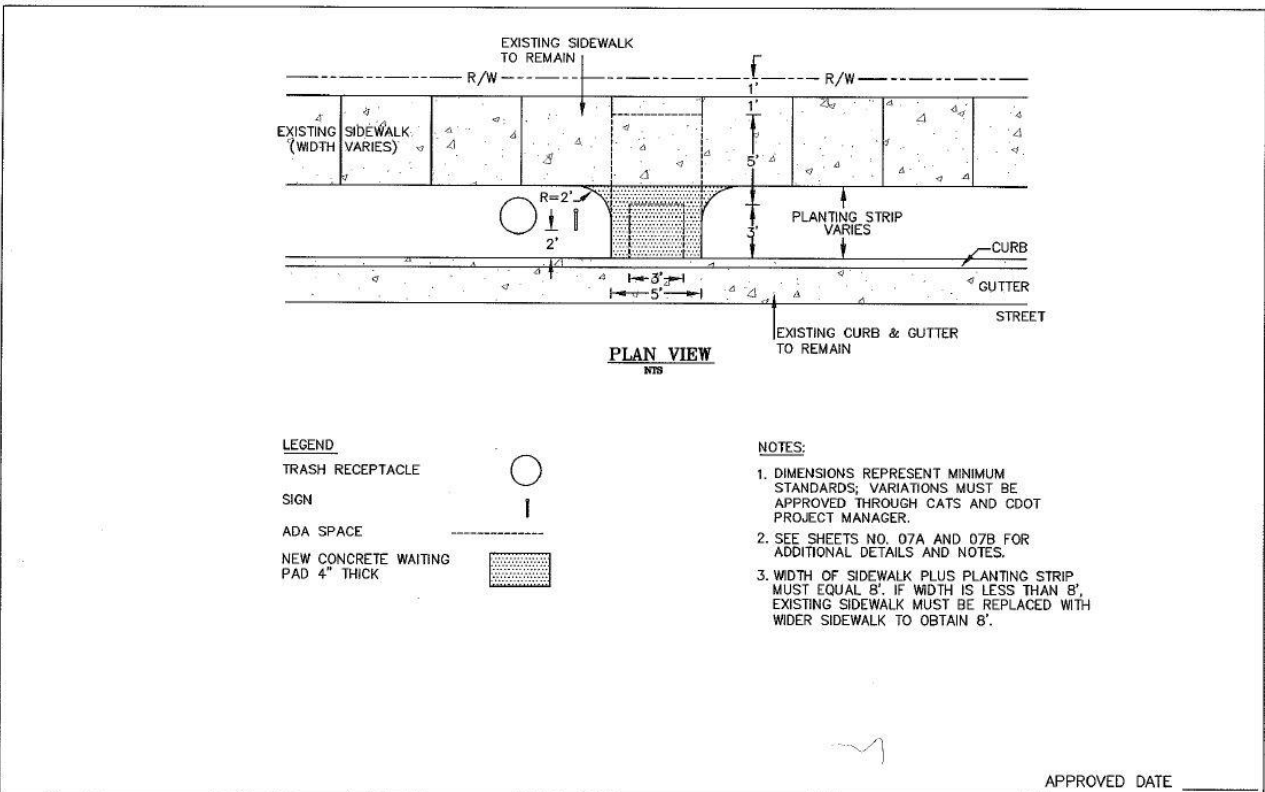 EXISTING SIDEWALK
TO REMAIN
R/W
R/W
1'
1'
EXISTING SIDEWALK
(WIDTH VARIES)
5'
R=2'
PLANTING STRIP
VARIES
3'
2'
CURB
3'
5'
GUTTER
STREET
EXISTING CURB & GUTTER
TO REMAIN
PLAN VIEW
NTS
LEGEND
TRASH RECEPTACLE
SIGN
ADA SPACE
NEW CONCRETE WAITING
PAD 4" THICK
NOTES:
1. DIMENSIONS REPRESENT MINIMUM
STANDARDS; VARIATIONS MUST BE
APPROVED THROUGH CATS AND CDOT
PROJECT MANAGER.
2. SEE SHEETS NO. 07A AND 07B FOR
ADDITIONAL DETAILS AND NOTES.
3. WIDTH OF SIDEWALK PLUS PLANTING STRIP
MUST EQUAL 8'. IF WIDTH IS LESS THAN 8',
EXISTING SIDEWALK MUST BE REPLACED WITH
WIDER SIDEWALK TO OBTAIN 8'.
APPROVED DATE